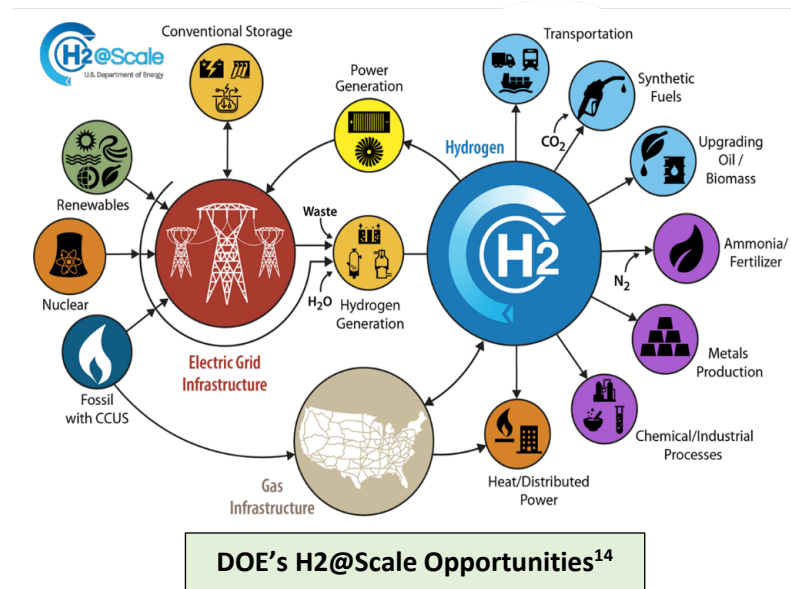 H2@Scale
U.S. Department of Energy
Conventional Storage
Power
Generation
Transportation
Synthetic
Fuels
CO2
Hydrogen
Upgrading
Oil /
Biomass
Renewables
Waste
H2
Ammonia/
Fertilizer
N2
Nuclear
H2O
Hydrogen
Generation
Electric Grid
Infrastructure
Metals
Production
Fossil
with CCUS
Chemical/Industrial
Processes
Gas
Infrastructure
Heat/Distributed
Power
DOE’s H2@Scale Opportunities14